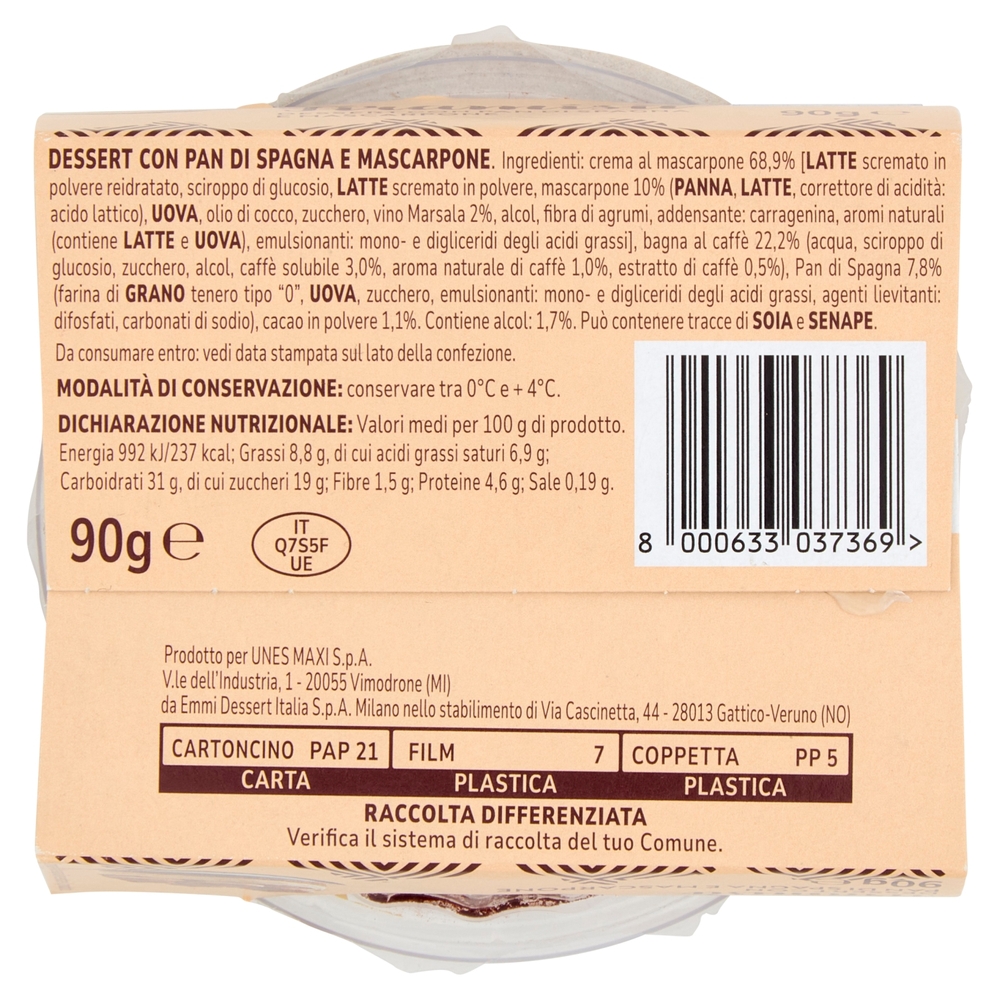 90g e
DESSERT CON PAN DI SPAGNA E MASCARPONE. Ingredienti: crema al mascarpone 68,9% [LATTE scremato in
polvere reidratato, sciroppo di glucosio, LATTE scremato in polvere, mascarpone 10% (PANNA, LATTE, correttore di acidità:
acido lattico), UOVA, olio di cocco, zucchero, vino Marsala 2%, alcol, fibra di agrumi, addensante: carragenina, aromi naturali
(contiene LATTE e UOVA), emulsionanti: mono- e digliceridi degli acidi grassi], bagna al caffè 22,2% (acqua, sciroppo di
glucosio, zucchero, alcol, caffè solubile 3,0%, aroma naturale di caffè 1,0%, estratto di caffè 0,5%), Pan di Spagna 7,8%
(farina di GRANO tenero tipo "0", UOVA, zucchero, emulsionanti: mono- e digliceridi degli acidi grassi, agenti lievitanti:
difosfati, carbonati di sodio), cacao in polvere 1,1%. Contiene alcol: 1,7%. Può contenere tracce di SOIA e SENAPE.
Da consumare entro: vedi data stampata sul lato della confezione.
MODALITÀ DI CONSERVAZIONE: conservare tra 0°C e + 4°C.
DICHIARAZIONE NUTRIZIONALE: Valori medi per 100 g di prodotto.
Energia 992 kJ/237 kcal; Grassi 8,8 g, di cui acidi grassi saturi 6,9 g;
Carboidrati 31 g, di cui zuccheri 19 g; Fibre 1,5 g; Proteine 4,6 g; Sale 0,19 g.
90g e
IT
Q7S5F
UE
8 000633 037369 >
Prodotto per UNES MAXI S.p.A.
V.le dell'Industria, 1 - 20055 Vimodrone (MI)
da Emmi Dessert Italia S.p.A. Milano nello stabilimento di Via Cascinetta, 44 - 28013 Gattico-Veruno (NO)
CARTONCINO PAP 21 FILM 7 COPPETTA PP 5
CARTA PLASTICA PLASTICA
RACCOLTA DIFFERENZIATA
Verifica il sistema di raccolta del tuo Comune.
90g